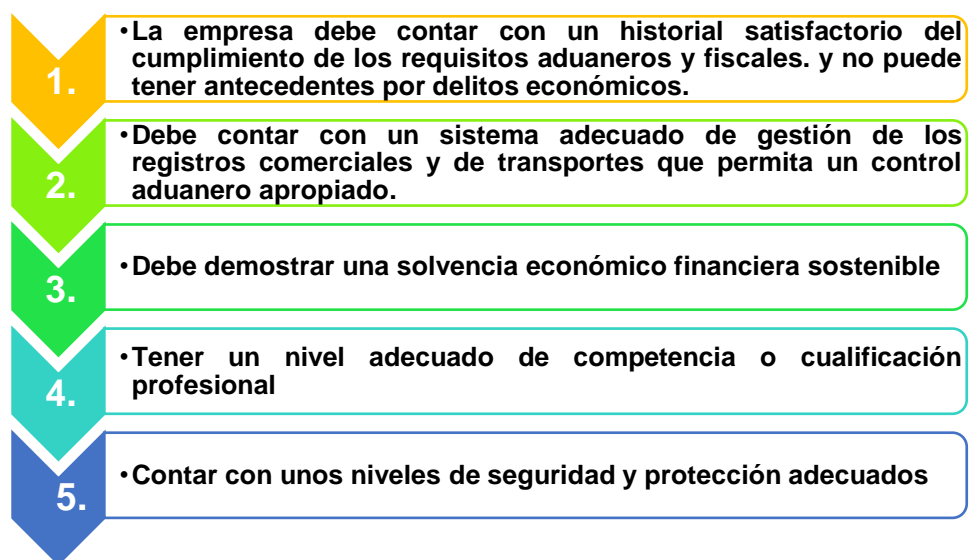 1.
•La empresa debe contar con un historial satisfactorio del
cumplimiento de los requisitos aduaneros y fiscales. y no puede
tener antecedentes por delitos económicos.
2.
•Debe contar con un sistema adecuado de gestión de los
registros comerciales y de transportes que permita un control
aduanero apropiado.
3.
•Debe demostrar una solvencia económico financiera sostenible
4.
•Tener un nivel adecuado de competencia o cualificación
profesional
5.
•Contar con unos niveles de seguridad y protección adecuados